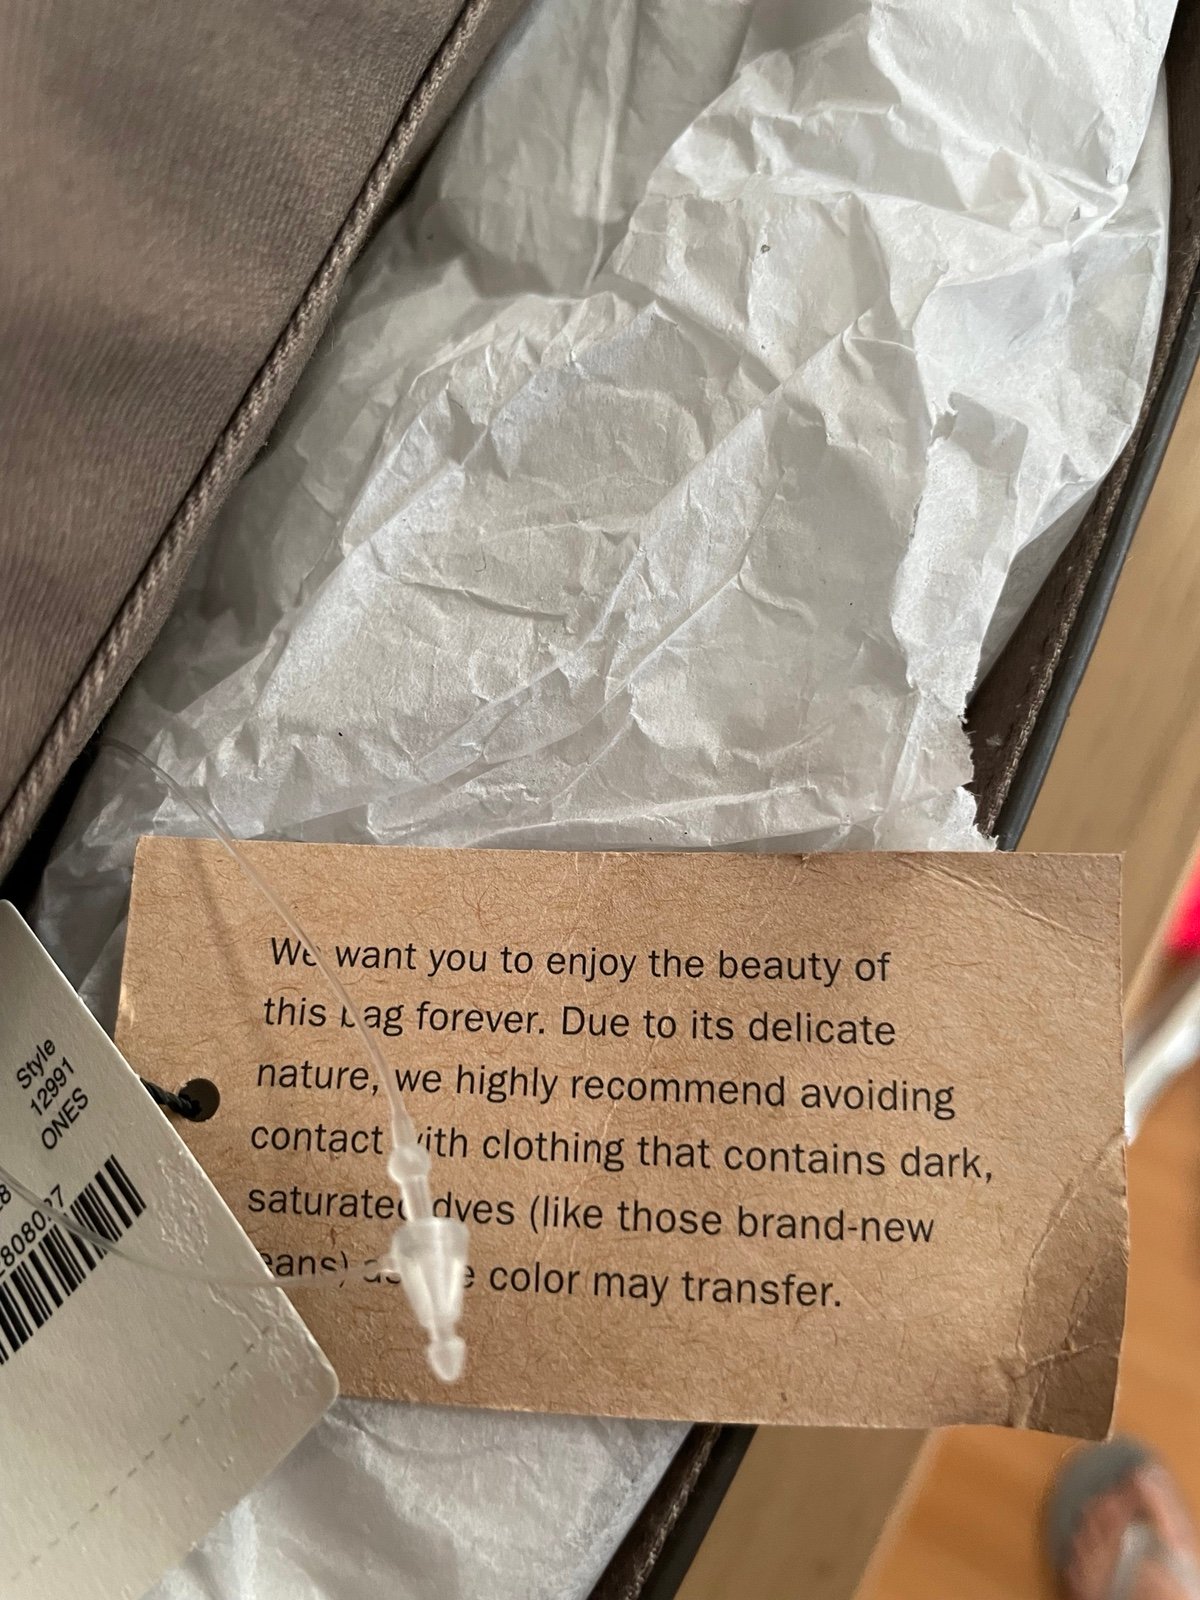 We want you to enjoy the beauty of
this bag forever. Due to its delicate
nature, we highly recommend avoiding
contact with clothing that contains dark,
saturated dyes (like those brand-new
color may transfer.
Style
12991
ONES